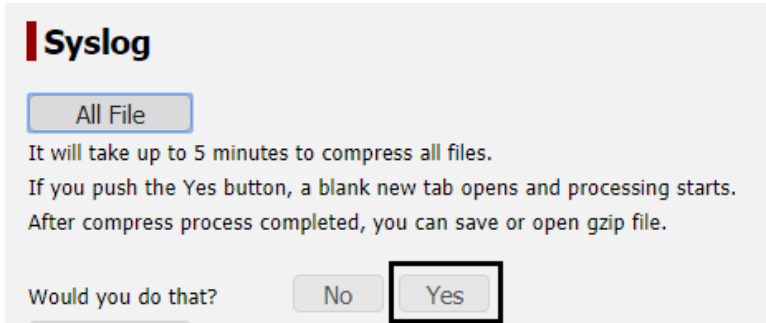 Syslog
All File
It will take up to 5 minutes to compress all files.
If you push the Yes button, a blank new tab opens and processing starts.
After compress process completed, you can save or open gzip file.
Would you do that? No Yes